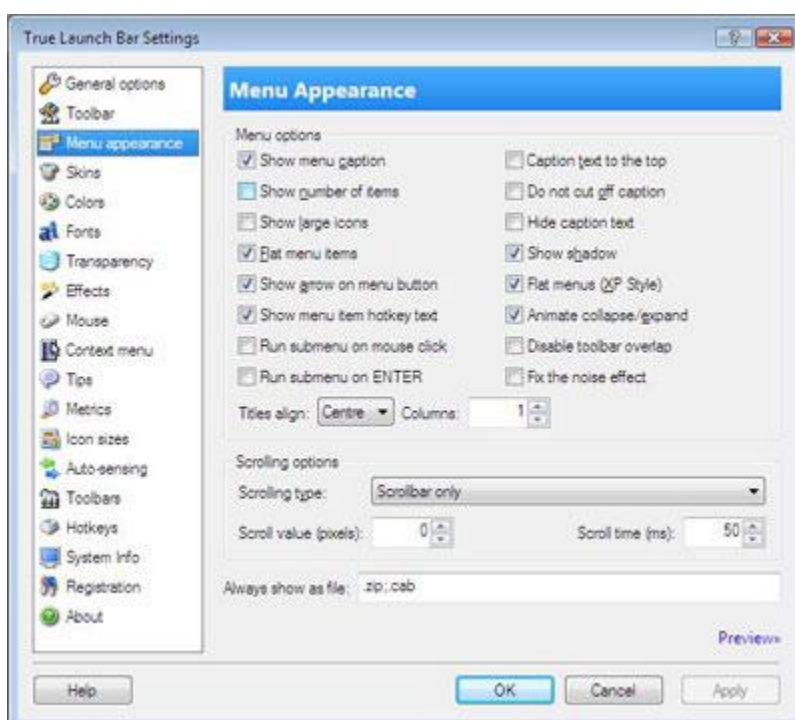 True Launch Bar Settings
General options
Toolbar
Menu appearance
Skins
Colors
Fonts
Transparency
Effects
Mouse
Context menu
Tips
Metrics
Icon sizes
Auto-sensing
Toolbars
Hotkeys
System Info
Registration
About
Menu Appearance
Menu options
Show menu caption
Caption text to the top
Show number of items
Do not cut off caption
Show large icons
Hide caption text
Flat menu items
Show shadow
Show arrow on menu button
Flat menus (XP Style)
Show menu item hotkey text
Animate collapse/expand
Run submenu on mouse click
Disable toolbar overlap
Run submenu on ENTER
Fix the noise effect
Titles align: Centre Columns: 1
Scrolling options
Scrolling type: Scrollbar only
Scroll value (pixels): 0 Scroll time (ms): 50
Always show as file: .zip;.cab
Preview»
Help OK Cancel Apply